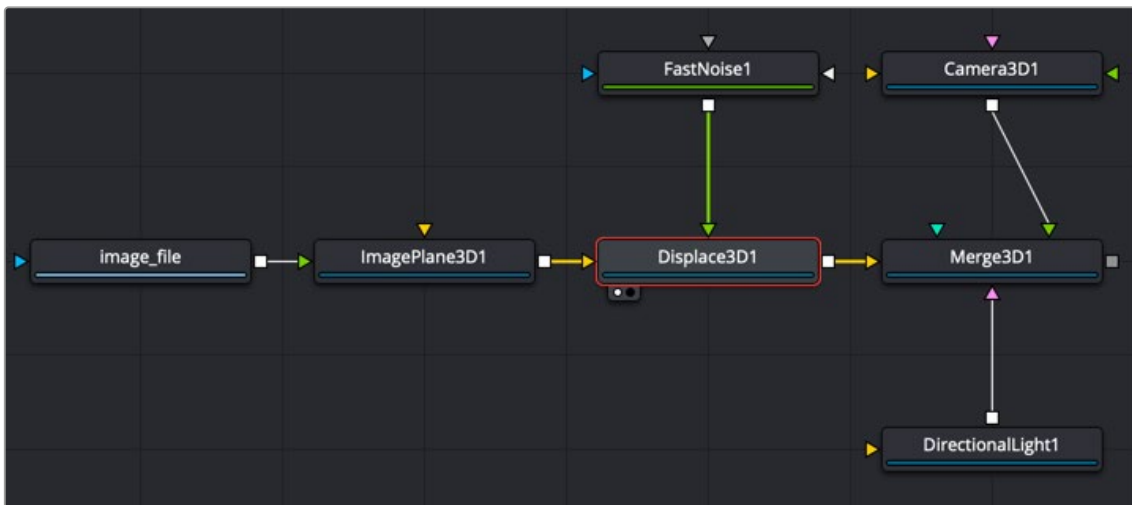 FastNoise1
Camera3D1
image_file
ImagePlane3D1
Displace3D1
Merge3D1
DirectionalLight1